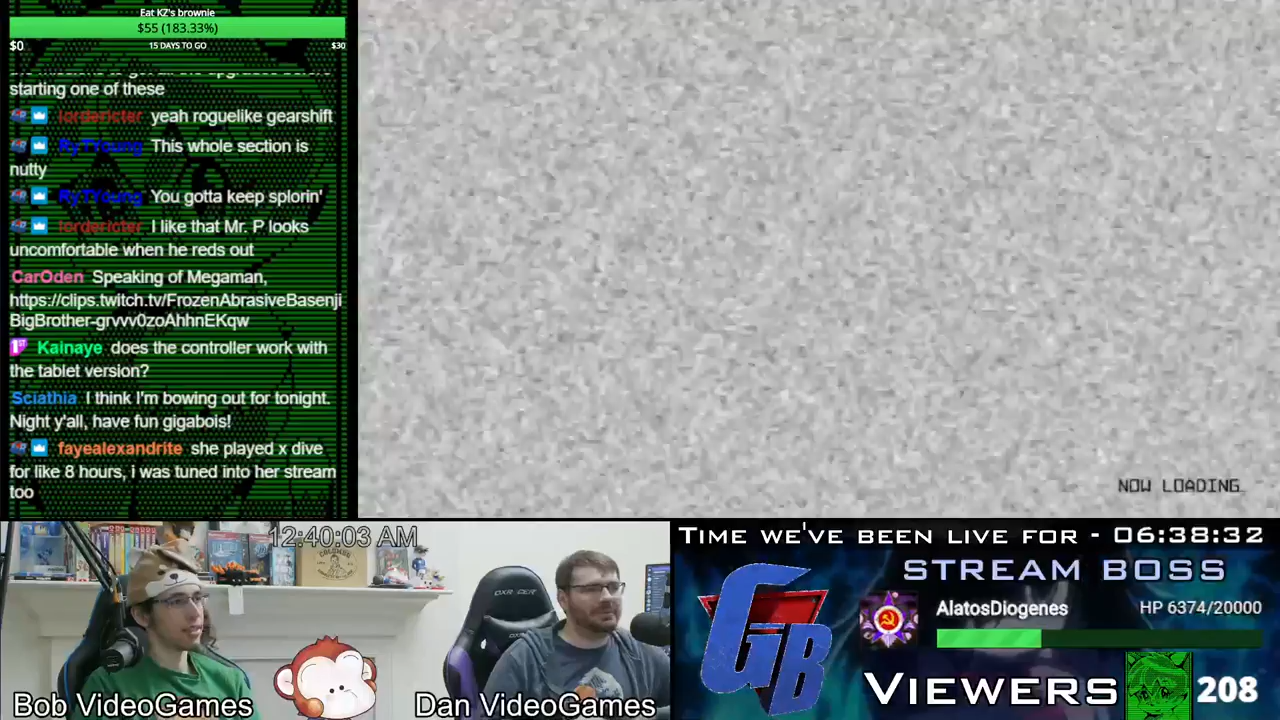 Eat KZ's brownie
$55 (183.33%)
$0 15 DAYS TO GO $30
starting one of these
lordericter yeah roguelike gearshift
RyTYoung This whole section is
nutty
RyTYoung You gotta keep splorin'
lordericter I like that Mr. P looks
uncomfortable when he reds out
CarOden Speaking of Megaman,
https://clips.twitch.tv/FrozenAbrasiveBasenji
BigBrother-grvvv0zoAhhnEKqw
Kainaye does the controller work with
the tablet version?
Sciathia I think I'm bowing out for tonight.
Night y'all, have fun gigabois!
fayealexandrite she played x dive
for like 8 hours, i was tuned into her stream
too
NOW LOADING
12:40:03 AM
Bob VideoGames
Dan VideoGames
TIME WE'VE BEEN LIVE FOR - 06:38:32
STREAM BOSS
AlatosDiogenes HP 6374/20000
GB
VIEWERS 208